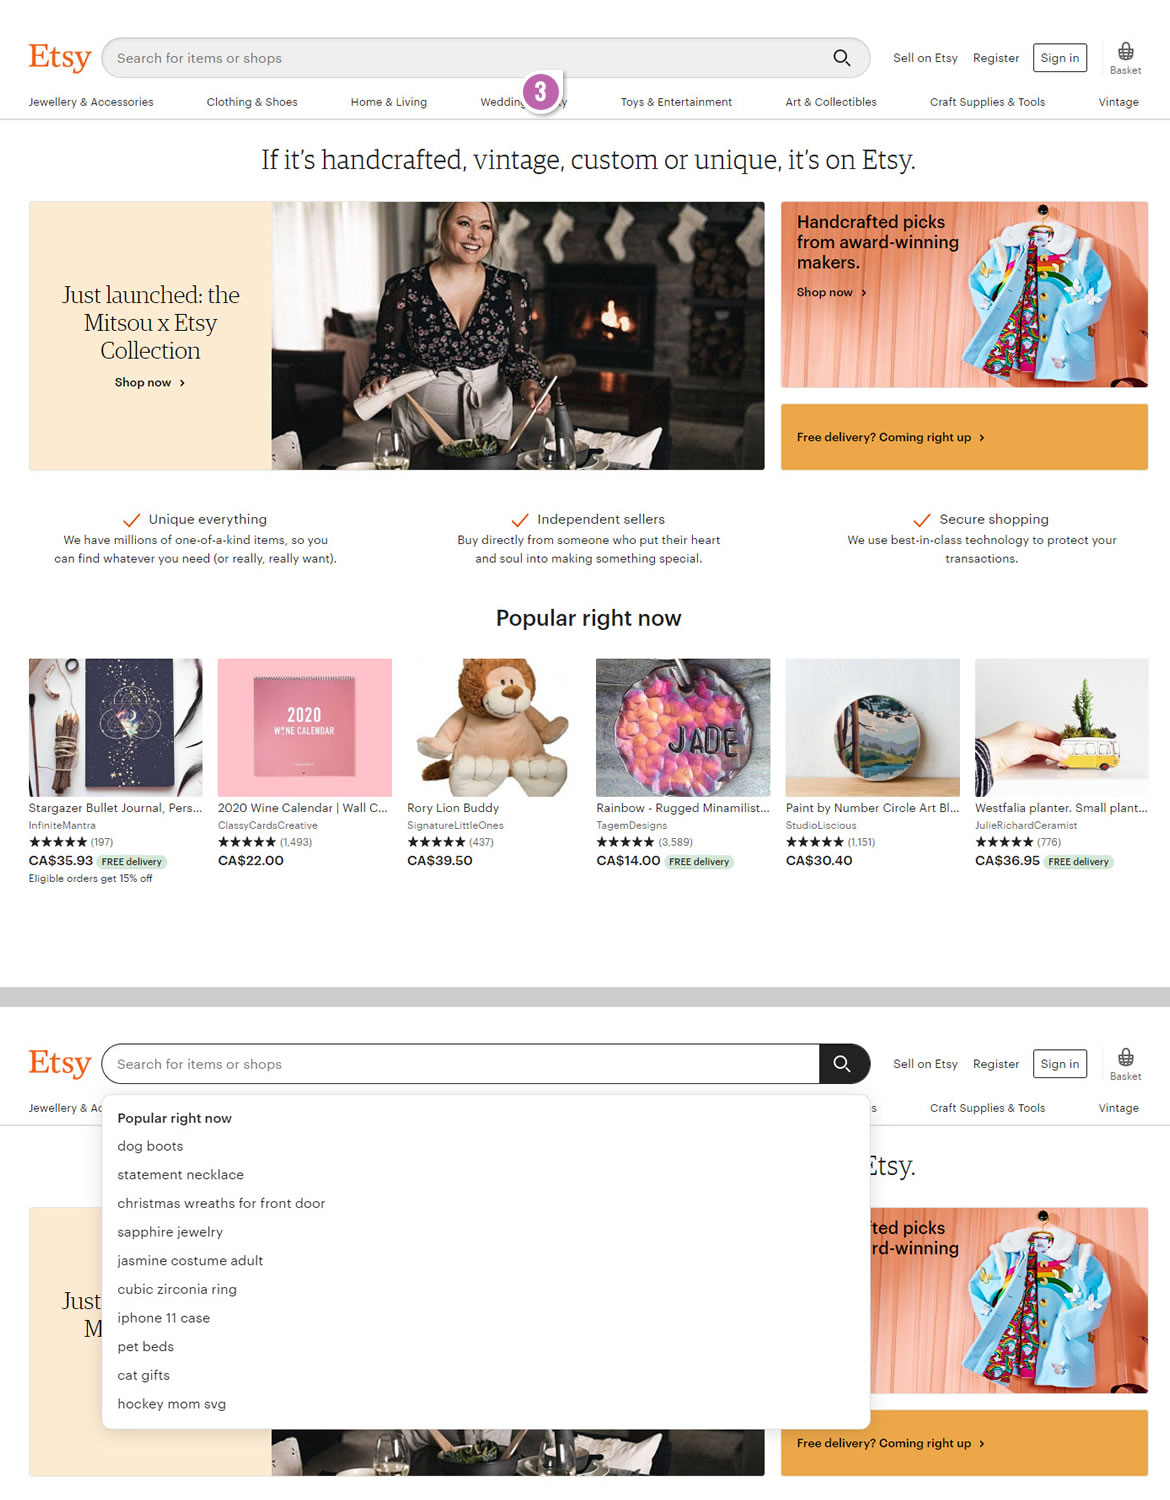 Etsy
Search for items or shops
Sell on Etsy
Register
Sign in
Basket
Jewellery & Accessories
Clothing & Shoes
Home & Living
3
Toys & Entertainment
Art & Collectibles
Craft Supplies & Tools
Vintage
If it's handcrafted, vintage, custom or unique, it's on Etsy.
Just launched: the
Mitsou x Etsy
Collection
Shop now
Handcrafted picks
from award-winning
makers.
Shop now
Free delivery? Coming right up
Unique everything
We have millions of one-of-a-kind items, so you
can find whatever you need (or really, really want).
Independent sellers
Buy directly from someone who put their heart
and soul into making something special.
Secure shopping
We use best-in-class technology to protect your
transactions.
Popular right now
2020
WINE CALENDAR
JADE
Stargazer Bullet Journal, Pers...
InfiniteMantra
(197)
CA$35.93 FREE delivery
Eligible orders get 15% off
2020 Wine Calendar | Wall C...
ClassyCardsCreative
(1,493)
CA$22.00
Rory Lion Buddy
SignatureLittleOnes
(437)
CA$39.50
Rainbow - Rugged Minamilist...
TagemDesigns
(3,589)
CA$14.00 FREE delivery
Paint by Number Circle Art Bl...
StudioLiscious
(1,151)
CA$30.40
Westfalia planter. Small plant...
JulieRichardCeramist
(776)
CA$36.95 FREE delivery
Etsy
Search for items or shops
Sell on Etsy
Register
Sign in
Basket
Jewellery & Ac
s
Craft Supplies & Tools
Vintage
Popular right now
dog boots
statement necklace
christmas wreaths for front door
sapphire jewelry
jasmine costume adult
cubic zirconia ring
iphone 11 case
pet beds
cat gifts
hockey mom svg
Etsy.
Just
M
fted picks
rd-winning
Free delivery? Coming right up